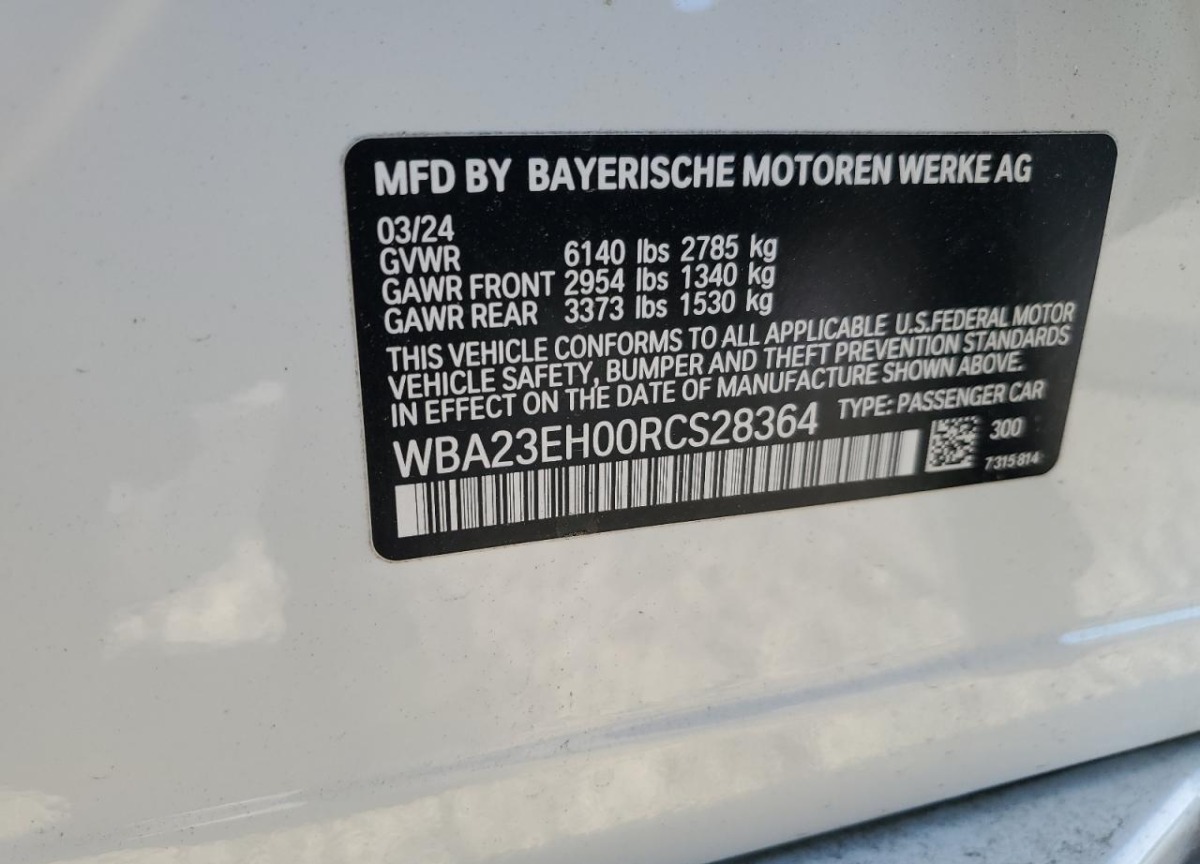 MFD BY BAYERISCHE MOTOREN WERKE AG
03/24
GVWR 6140 lbs 2785 kg
GAWR FRONT 2954 lbs 1340 kg
GAWR REAR 3373 lbs 1530 kg
THIS VEHICLE CONFORMS TO ALL APPLICABLE U.S.FEDERAL MOTOR
VEHICLE SAFETY, BUMPER AND THEFT PREVENTION STANDARDS
IN EFFECT ON THE DATE OF MANUFACTURE SHOWN ABOVE.
WBA23EH00RCS28364 TYPE: PASSENGER CAR
300
7315814